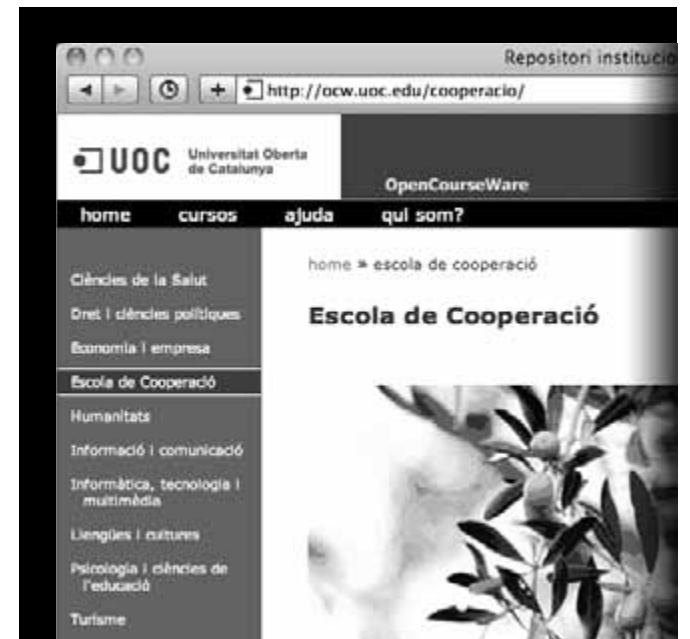 Repositori institucio
http://ocw.uoc.edu/cooperacio/
UOC Universitat Oberta
de Catalunya
OpenCourseWare
home cursos ajuda qui som?
home » escola de cooperació
Escola de Cooperació
Ciències de la Salut
Dret i ciències polítiques
Economia i empresa
Escola de Cooperació
Humanitats
Informació i comunicació
Informàtica, tecnologia i
multimèdia
Llengües i cultures
Psicologia i ciències de
l'educació
Turisme